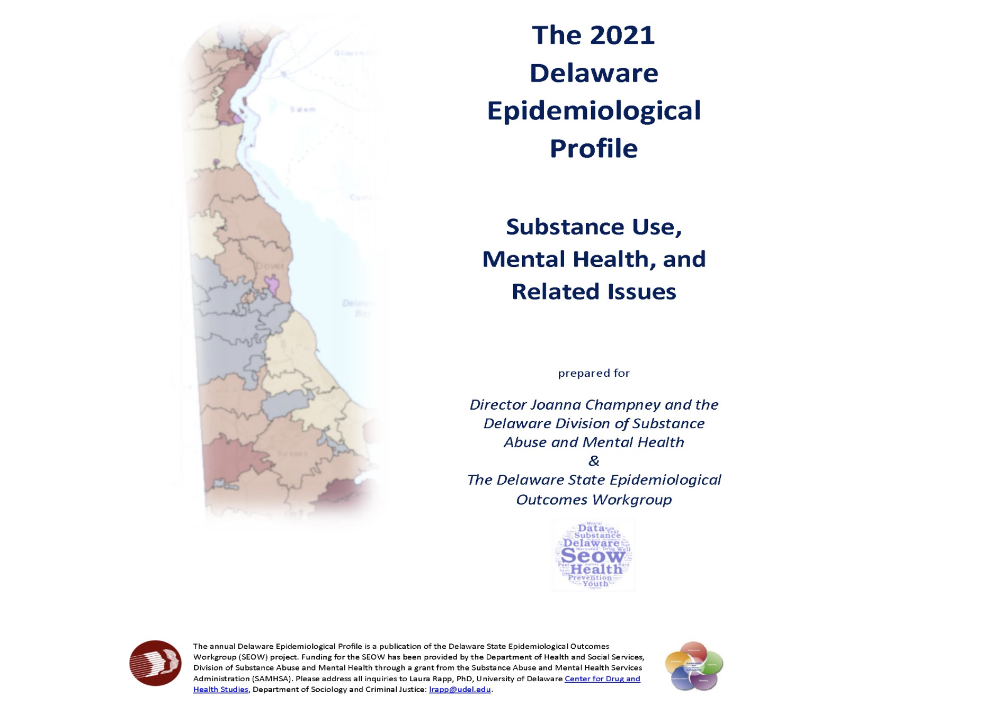 The 2021
Delaware
Epidemiological
Profile
Substance Use,
Mental Health, and
Related Issues
prepared for
Director Joanna Champney and the
Delaware Division of Substance
Abuse and Mental Health
&
The Delaware State Epidemiological
Outcomes Workgroup
Salem
Dover
Sussex
Mental
Data Risk
Year
Substance
Delaware
Marijuana Drug Well
Seow
Past Rate
Health
Prevention
Youth
The annual Delaware Epidemiological Profile is a publication of the Delaware State Epidemiological Outcomes
Workgroup (SEOW) project. Funding for the SEOW has been provided by the Department of Health and Social Services,
Division of Substance Abuse and Mental Health through a grant from the Substance Abuse and Mental Health Services
Administration (SAMHSA). Please address all inquiries to Laura Rapp, PhD, University of Delaware Center for Drug and
Health Studies, Department of Sociology and Criminal Justice: lrapp@udel.edu.